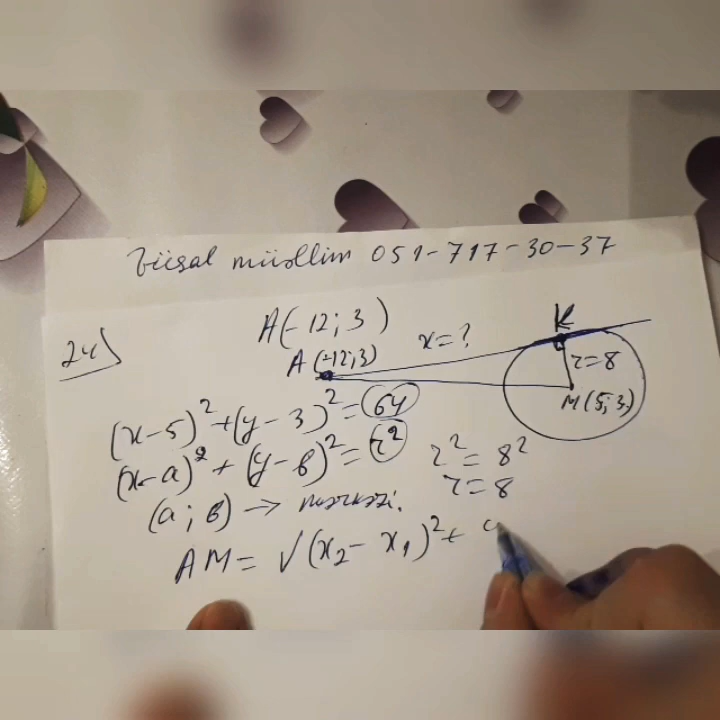 müəllim 051-717-30-37
A(-12; 3)
24)
A(-12;3)
x=?
K
r=8
M(5;3)
(x-5)²+(y-3)²=64
(x-a)²+(y-b)²=r²
r²=8²
r=8
(a;b) → mərkəzi.
AM=√(x₂-x₁)²+